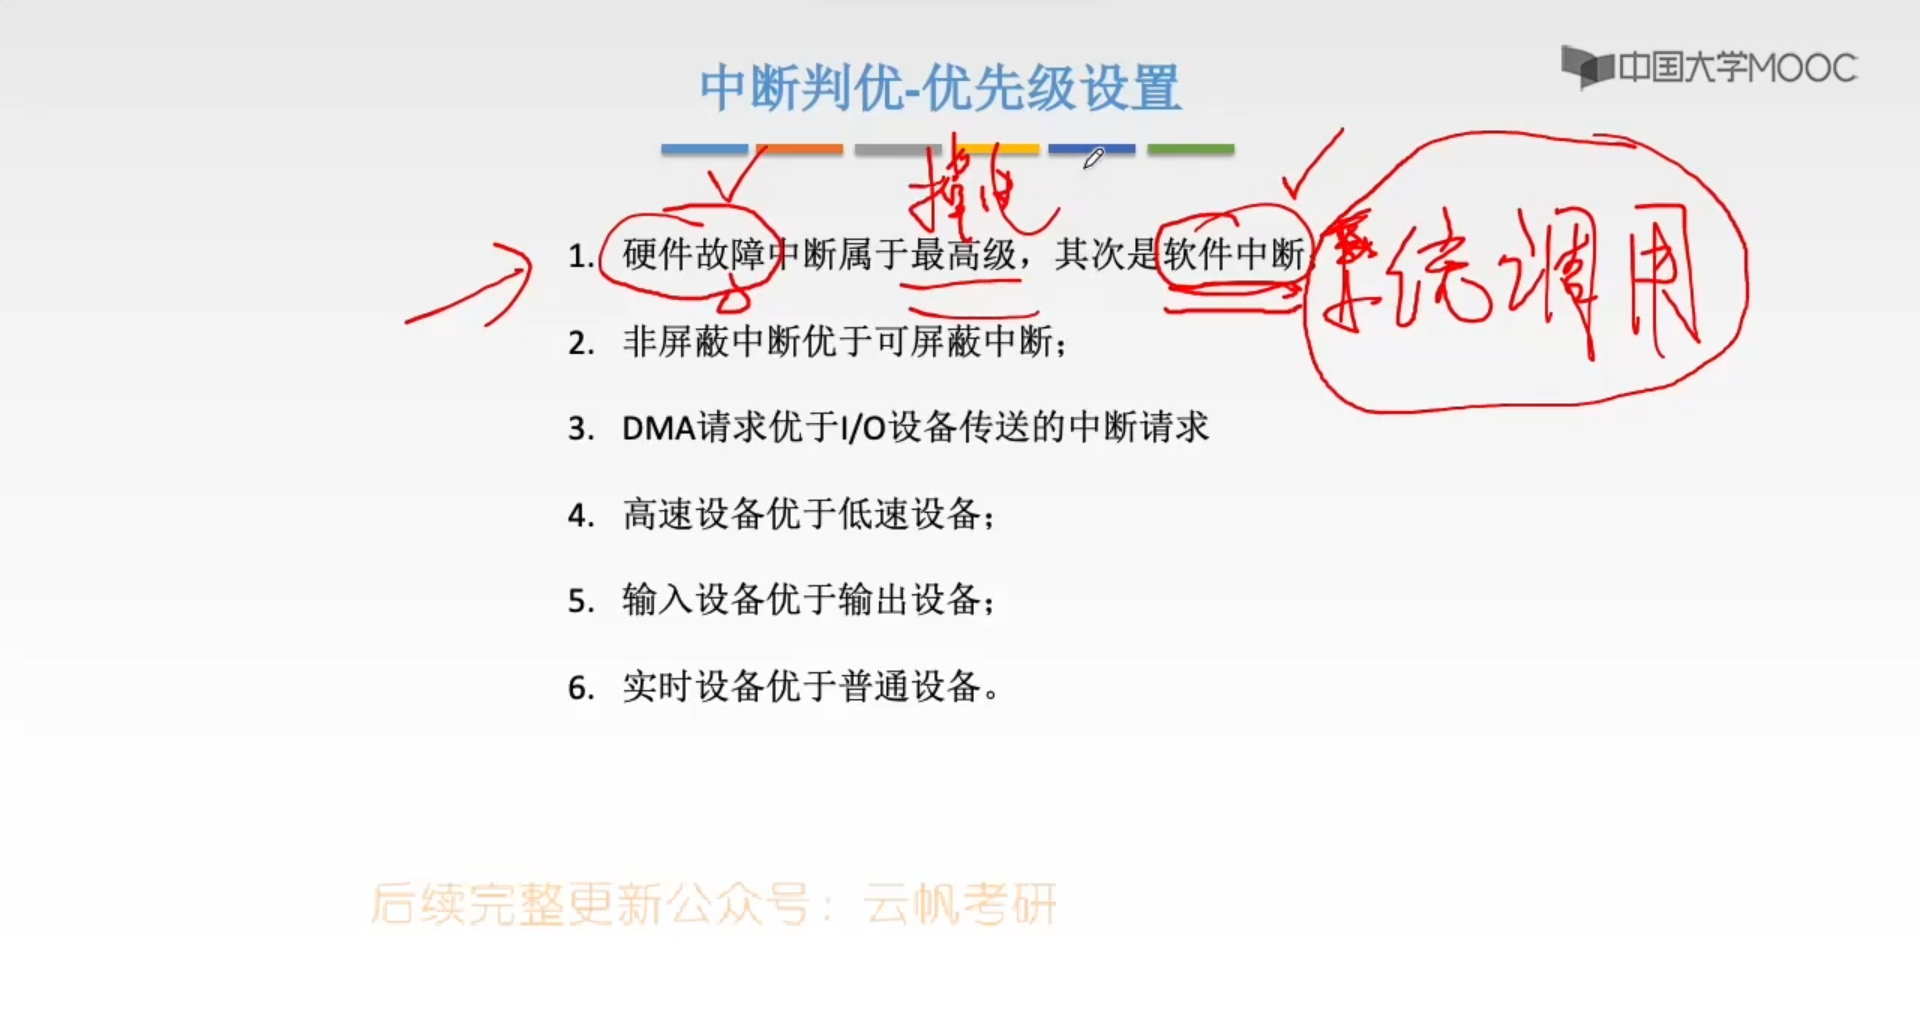 中断判优-优先级设置
中国大学MOOC
掉电
1. 硬件故障中断属于最高级，其次是软件中断
系统调用
2. 非屏蔽中断优于可屏蔽中断；
3. DMA请求优于I/O设备传送的中断请求
4. 高速设备优于低速设备；
5. 输入设备优于输出设备；
6. 实时设备优于普通设备。
后续完整更新公众号：云帆考研